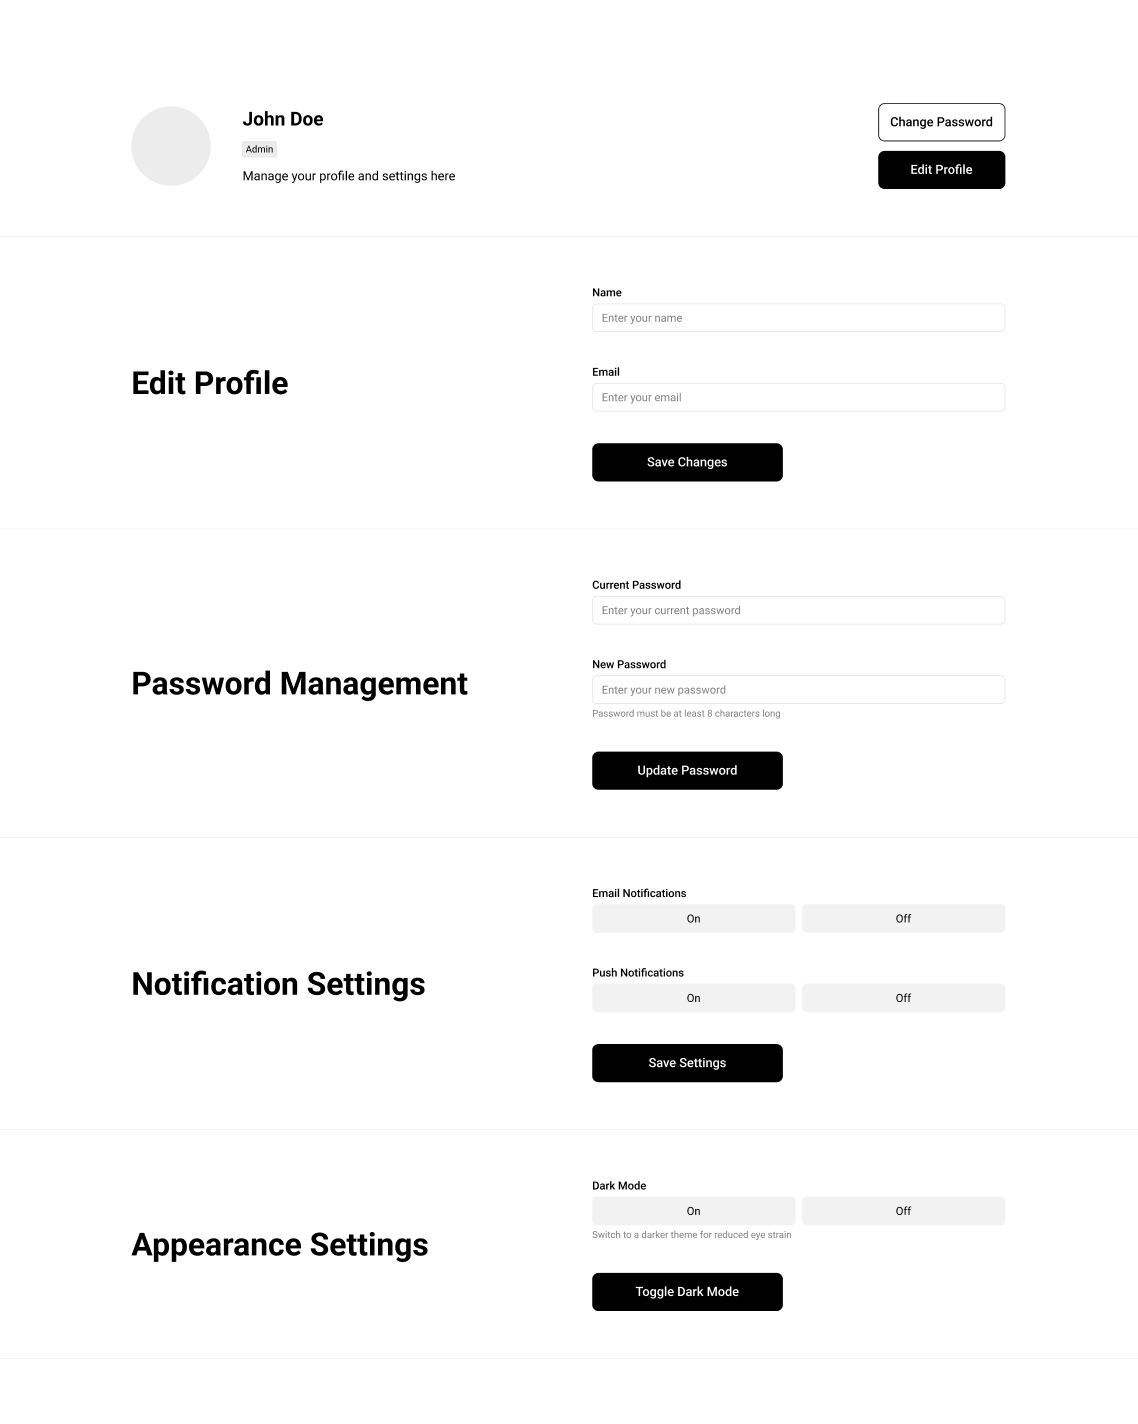 John Doe
Admin
Manage your profile and settings here
Change Password
Edit Profile
Edit Profile
Name
Enter your name
Email
Enter your email
Save Changes
Password Management
Current Password
Enter your current password
New Password
Enter your new password
Password must be at least 8 characters long
Update Password
Notification Settings
Email Notifications
On Off
Push Notifications
On Off
Save Settings
Appearance Settings
Dark Mode
On Off
Switch to a darker theme for reduced eye strain
Toggle Dark Mode